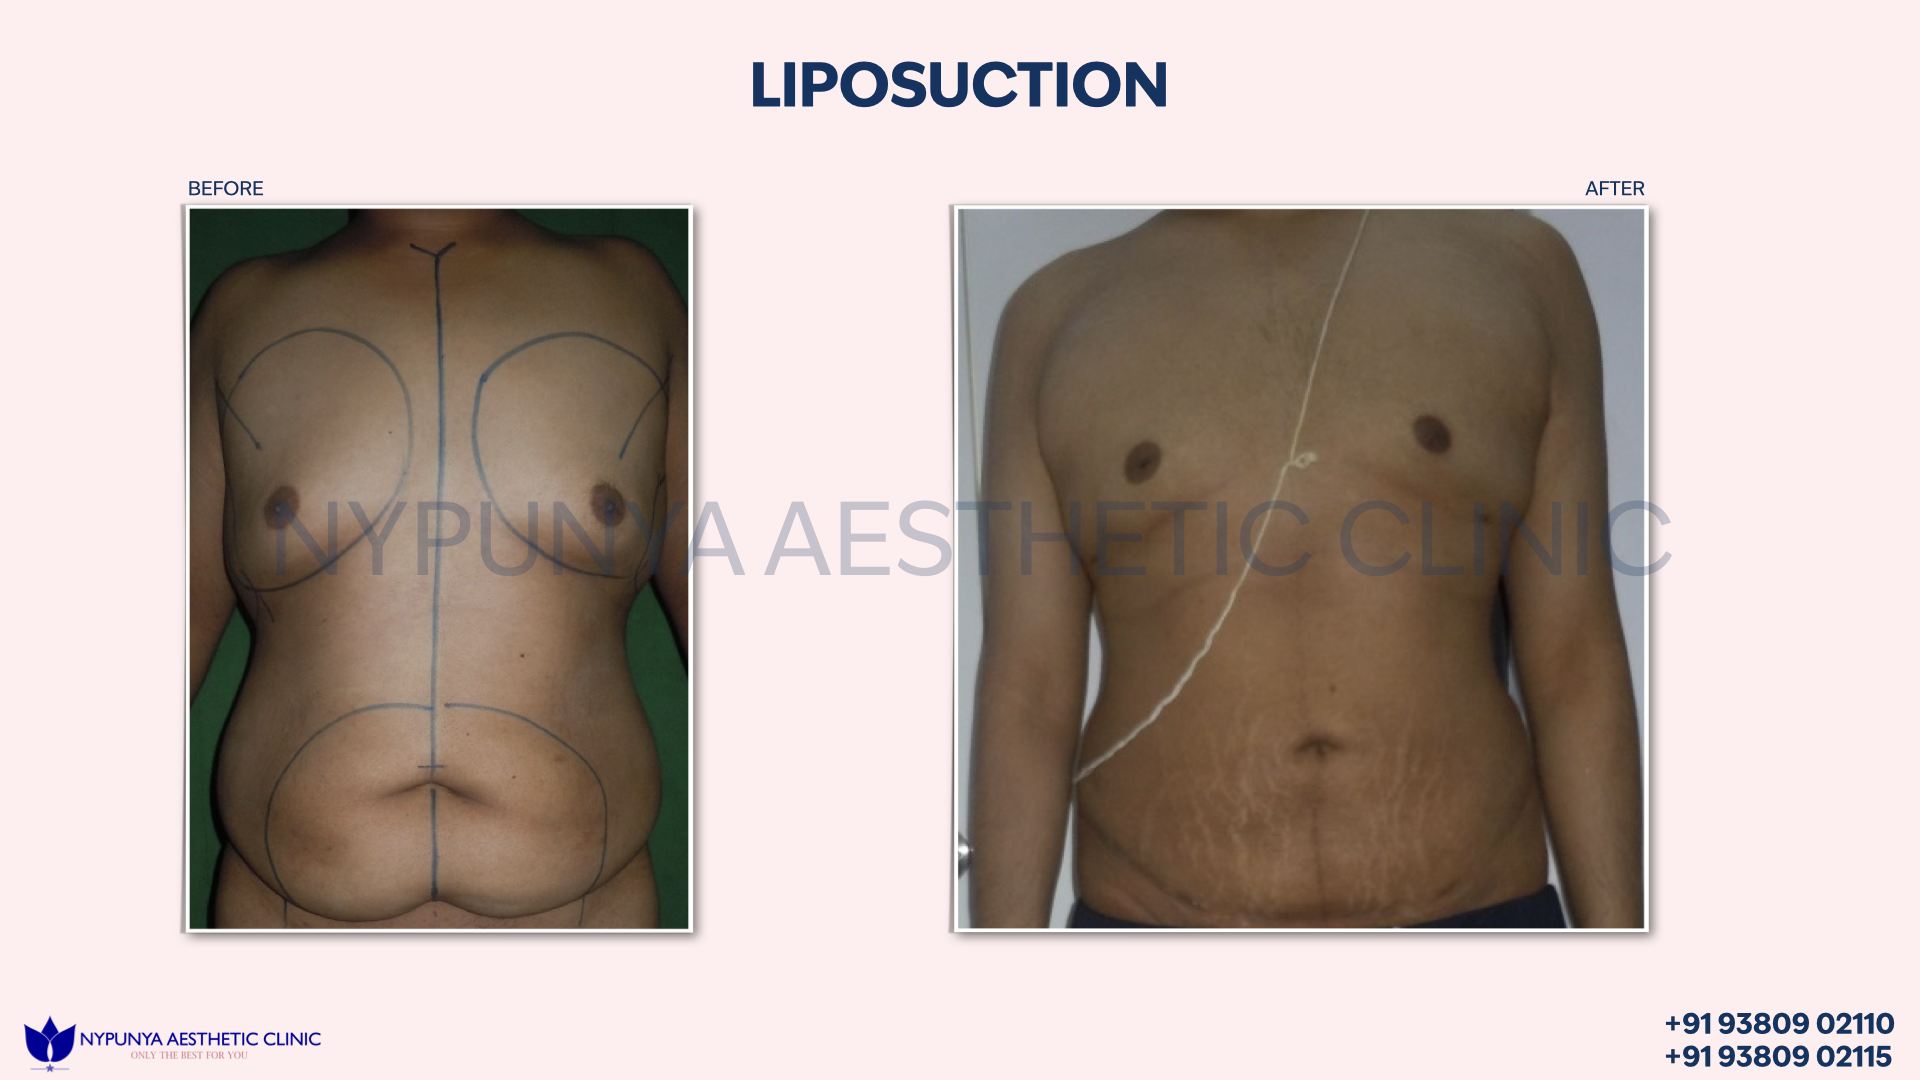 LIPOSUCTION
BEFORE
AFTER
NYPUNYA AESTHETIC CLINIC
NYPUNYA AESTHETIC CLINIC
ONLY THE BEST FOR YOU
+91 93809 02110
+91 93809 02115